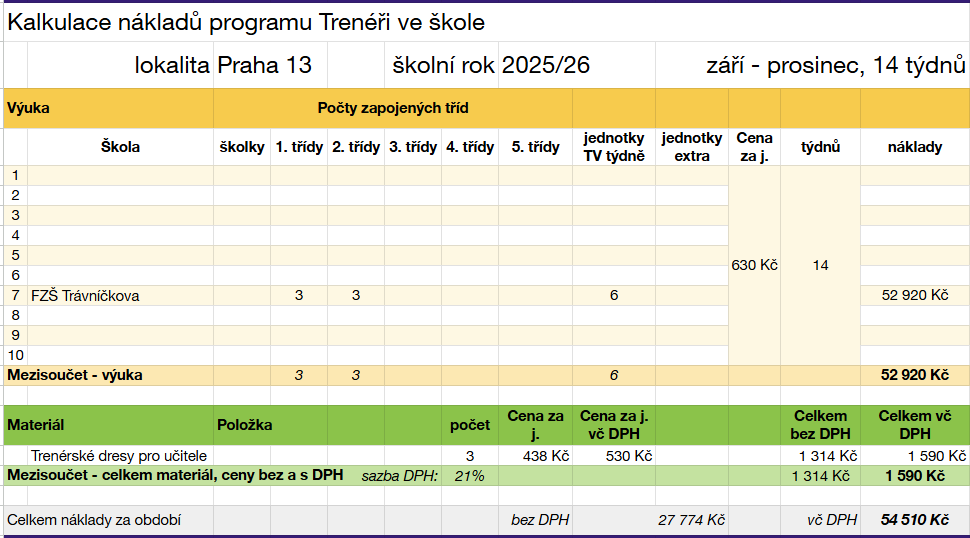 Kalkulace nákladů programu Trenéři ve škole
lokalita Praha 13 školní rok 2025/26 září - prosinec, 14 týdnů
Výuka Počty zapojených tříd
Škola školky 1. třídy 2. třídy 3. třídy 4. třídy 5. třídy jednotky TV týdně jednotky extra Cena za j. týdnů náklady
1
2
3
4
5
630 Kč 14
6
7 FZŠ Trávníčkova 3 3 6 52 920 Kč
8
9
10
Mezisoučet - výuka 3 3 6 52 920 Kč
Materiál Položka počet Cena za j. Cena za j. vč DPH Celkem bez DPH Celkem vč DPH
Trenérské dresy pro učitele 3 438 Kč 530 Kč 1 314 Kč 1 590 Kč
Mezisoučet - celkem materiál, ceny bez a s DPH sazba DPH: 21% 1 314 Kč 1 590 Kč
Celkem náklady za období bez DPH 27 774 Kč vč DPH 54 510 Kč